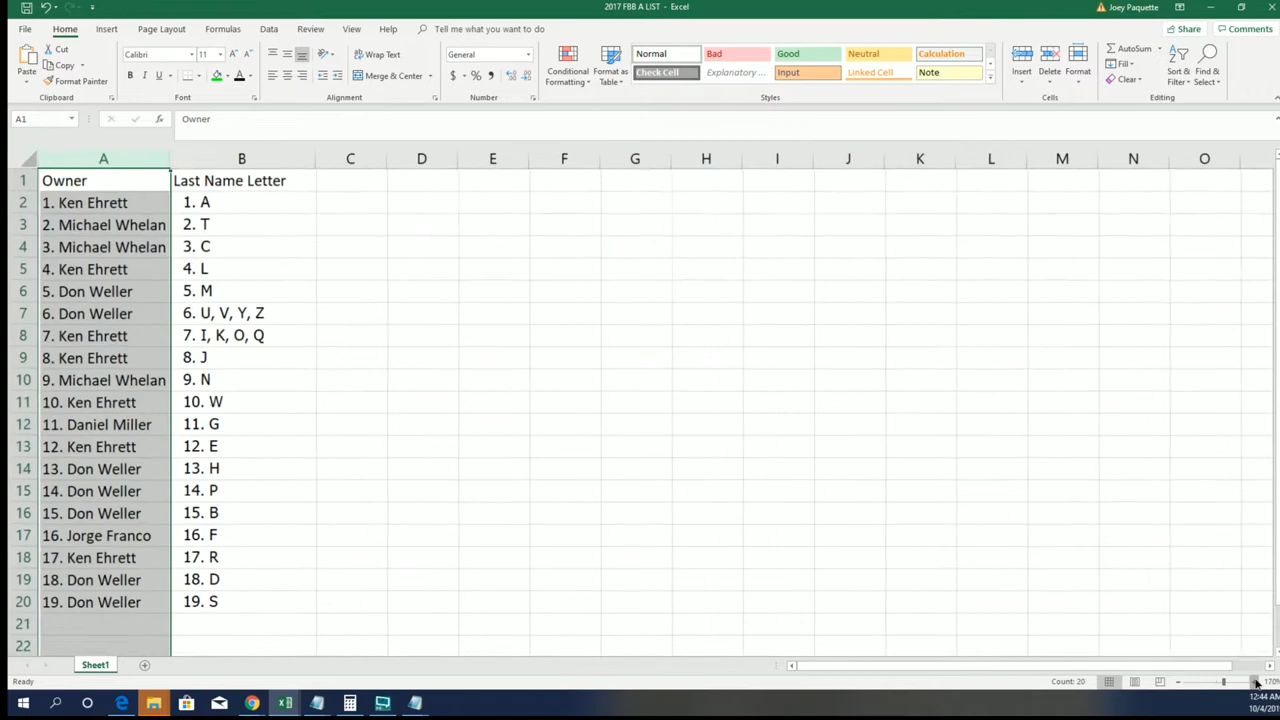 2017 FBB A LIST - Excel
Joey Paquette
File Home Insert Page Layout Formulas Data Review View Help Tell me what you want to do
Share Comments
Paste
Cut
Copy
Format Painter
Clipboard
Calibri 11
B I U
Font
Wrap Text
Merge & Center
Alignment
General
$ % ,
Number
Conditional Formatting
Format as Table
Normal Bad Good Neutral Calculation
Check Cell Explanatory ... Input Linked Cell Note
Styles
Insert Delete Format
Cells
AutoSum
Fill
Clear
Sort & Filter
Find & Select
Editing
A1
fx
Owner
A B C D E F G H I J K L M N O
1 Owner Last Name Letter
2 1. Ken Ehrett 1. A
3 2. Michael Whelan 2. T
4 3. Michael Whelan 3. C
5 4. Ken Ehrett 4. L
6 5. Don Weller 5. M
7 6. Don Weller 6. U, V, Y, Z
8 7. Ken Ehrett 7. I, K, O, Q
9 8. Ken Ehrett 8. J
10 9. Michael Whelan 9. N
11 10. Ken Ehrett 10. W
12 11. Daniel Miller 11. G
13 12. Ken Ehrett 12. E
14 13. Don Weller 13. H
15 14. Don Weller 14. P
16 15. Don Weller 15. B
17 16. Jorge Franco 16. F
18 17. Ken Ehrett 17. R
19 18. Don Weller 18. D
20 19. Don Weller 19. S
21
22
Sheet1
Ready
Count: 20
170%
12:44 AM
10/4/20